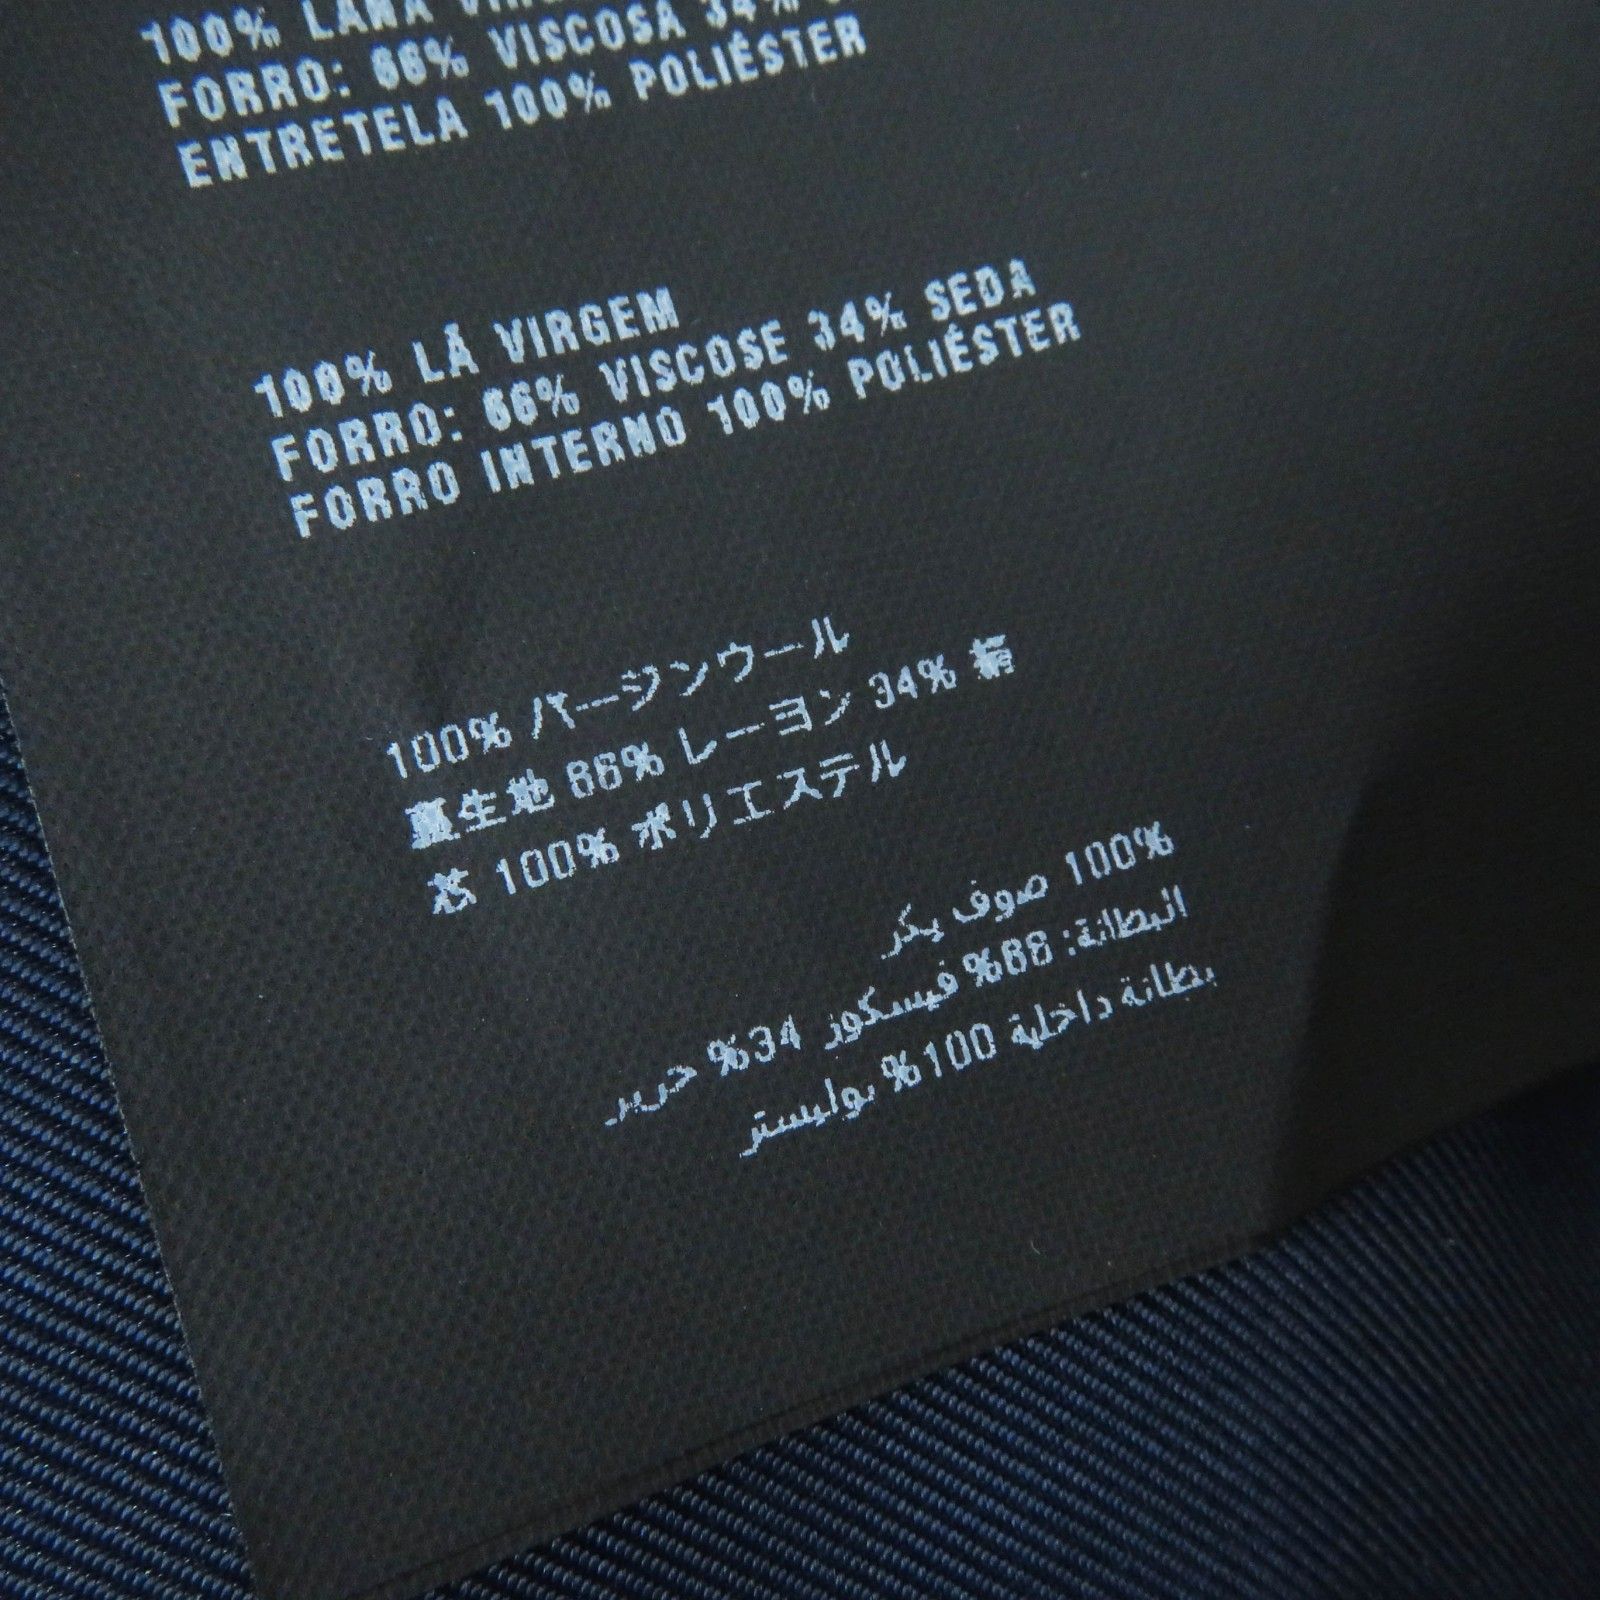 100% LANA
FORRO: 66% VISCOSA 34%
ENTRETELA 100% POLIÉSTER
100% LÃ VIRGEM
FORRO: 66% VISCOSE 34% SEDA
FORRO INTERNO 100% POLIÉSTER
100% バージンウール
裏生地 66% レーヨン 34% 絹
芯 100% ポリエステル
100% صوف بكر
البطانة: 66% فيسكوز 34% حرير
بطانة داخلية 100% بوليستر